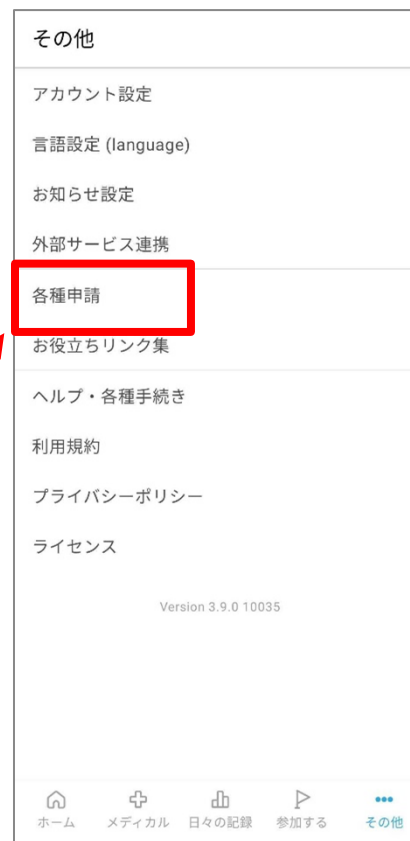 その他
アカウント設定
言語設定 (language)
お知らせ設定
外部サービス連携
各種申請
お役立ちリンク集
ヘルプ・各種手続き
利用規約
プライバシーポリシー
ライセンス
Version 3.9.0 10035
ホーム メディカル 日々の記録 参加する その他